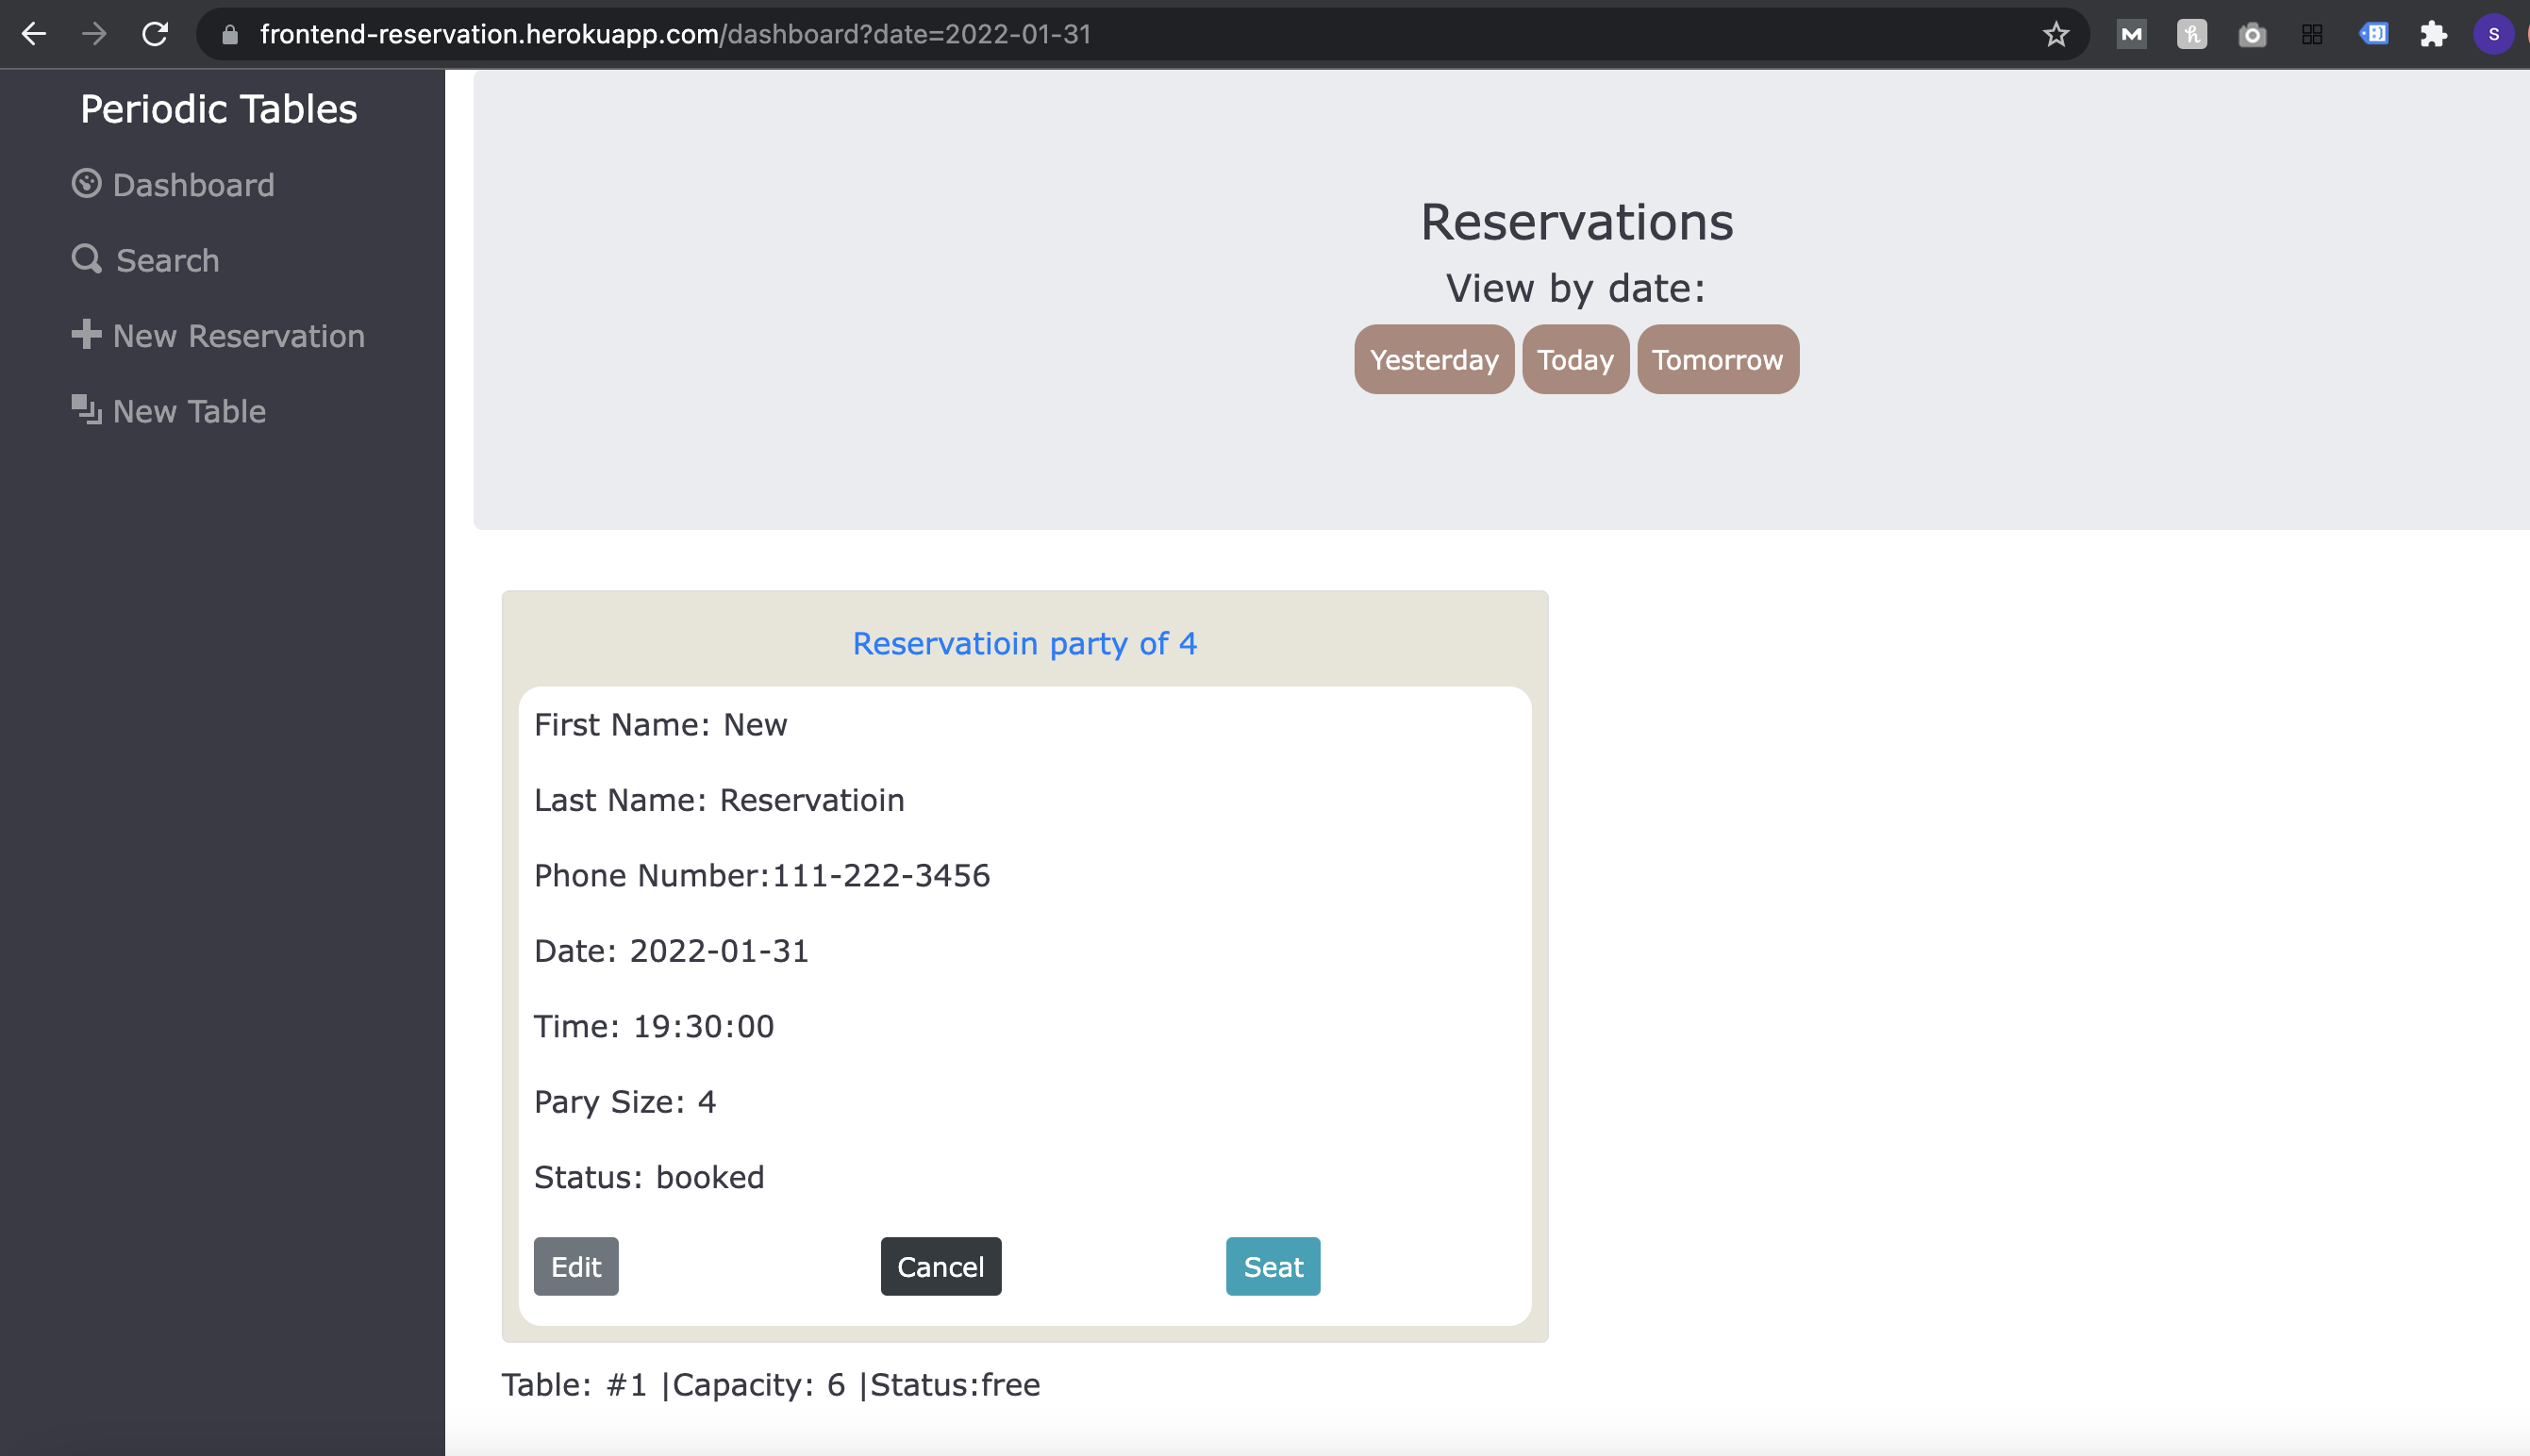 frontend-reservation.herokuapp.com/dashboard?date=2022-01-31
S
Periodic Tables
Dashboard
Search
New Reservation
New Table
Reservations
View by date:
Yesterday Today Tomorrow
Reservatioin party of 4
First Name: New
Last Name: Reservatioin
Phone Number:111-222-3456
Date: 2022-01-31
Time: 19:30:00
Pary Size: 4
Status: booked
Edit Cancel Seat
Table: #1 |Capacity: 6 |Status:free